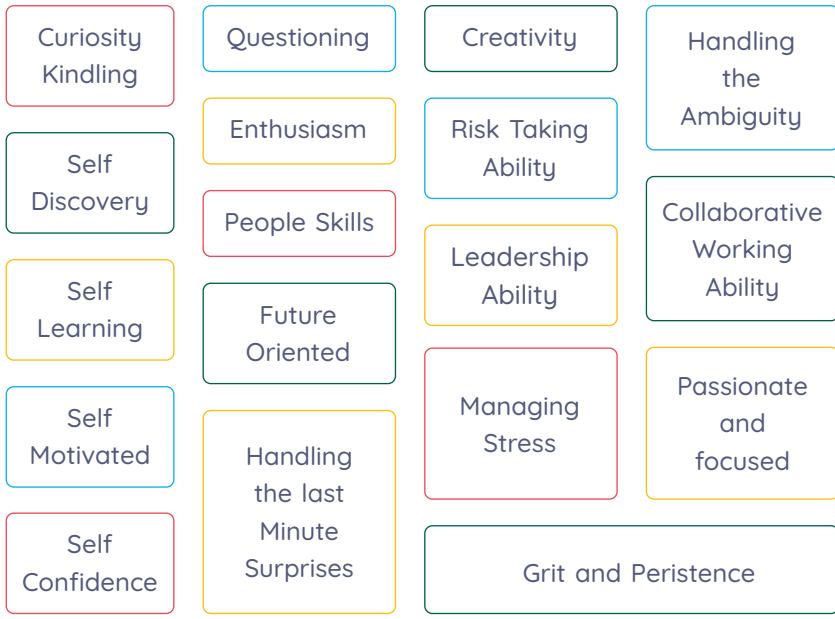 Curiosity
Kindling
Self
Discovery
Self
Learning
Self
Motivated
Self
Confidence
Questioning
Enthusiasm
People Skills
Future
Oriented
Handling
the last
Minute
Surprises
Creativity
Risk Taking
Ability
Leadership
Ability
Managing
Stress
Handling
the
Ambiguity
Collaborative
Working
Ability
Passionate
and
focused
Grit and Peristence